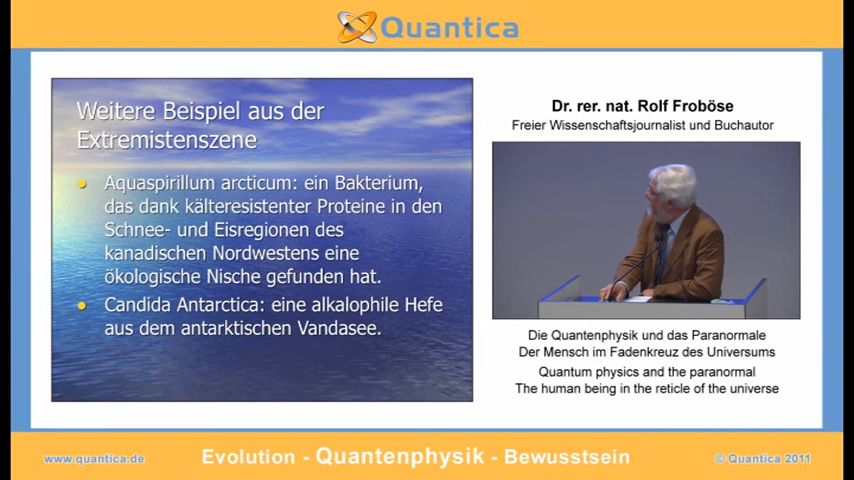 Quantica
Weitere Beispiel aus der
Extremistenszene
Aquaspirillum arcticum: ein Bakterium,
das dank kälteresistenter Proteine in den
Schnee- und Eisregionen des
kanadischen Nordwestens eine
ökologische Nische gefunden hat.
Candida Antarctica: eine alkalophile Hefe
aus dem antarktischen Vandasee.
Dr. rer. nat. Rolf Froböse
Freier Wissenschaftsjournalist und Buchautor
Die Quantenphysik und das Paranormale
Der Mensch im Fadenkreuz des Universums
Quantum physics and the paranormal
The human being in the reticle of the universe
www.quantica.de
Evolution - Quantenphysik - Bewusstsein
© Quantica 2011